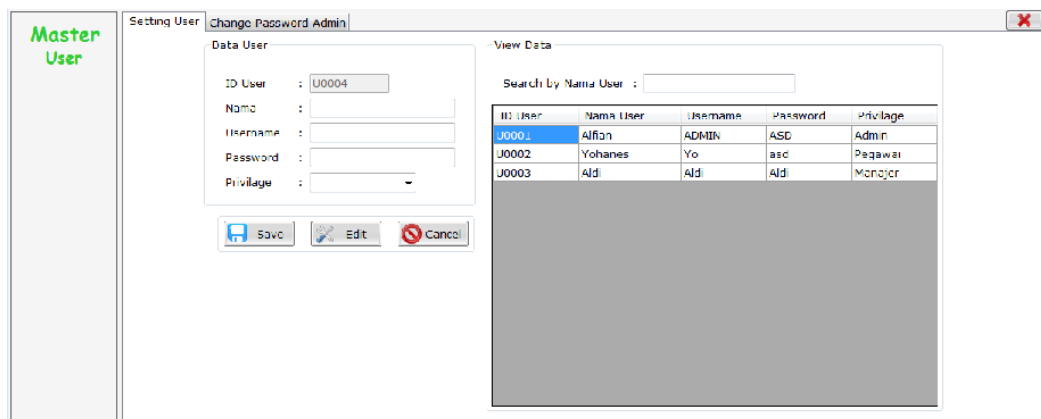 Master
User
Setting User
Change Password Admin
Data User
ID User : U0004
Nama :
Username :
Password :
Privilage :
Save
Edit
Cancel
View Data
Search by Nama User :
ID User Nama User Username Password Privilage
U0001 Alfian ADMIN ASD Admin
U0002 Yohanes Yo asd Pegawai
U0003 Aldi Aldi Aldi Manajer